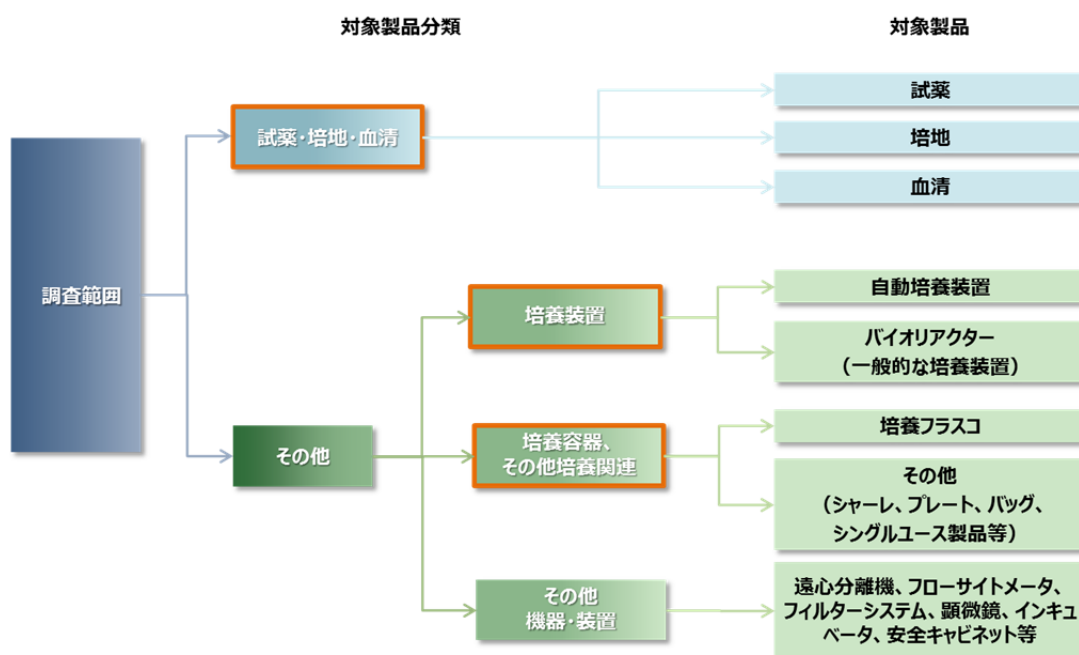 対象製品分類
対象製品
調査範囲
試薬・培地・血清
試薬
培地
血清
その他
培養装置
自動培養装置
バイオリアクター
（一般的な培養装置）
培養容器、
その他培養関連
培養フラスコ
その他
（シャーレ、プレート、バッグ、
シングルユース製品等）
その他
機器・装置
遠心分離機、フローサイトメータ、
フィルターシステム、顕微鏡、インキュ
ベータ、安全キャビネット等